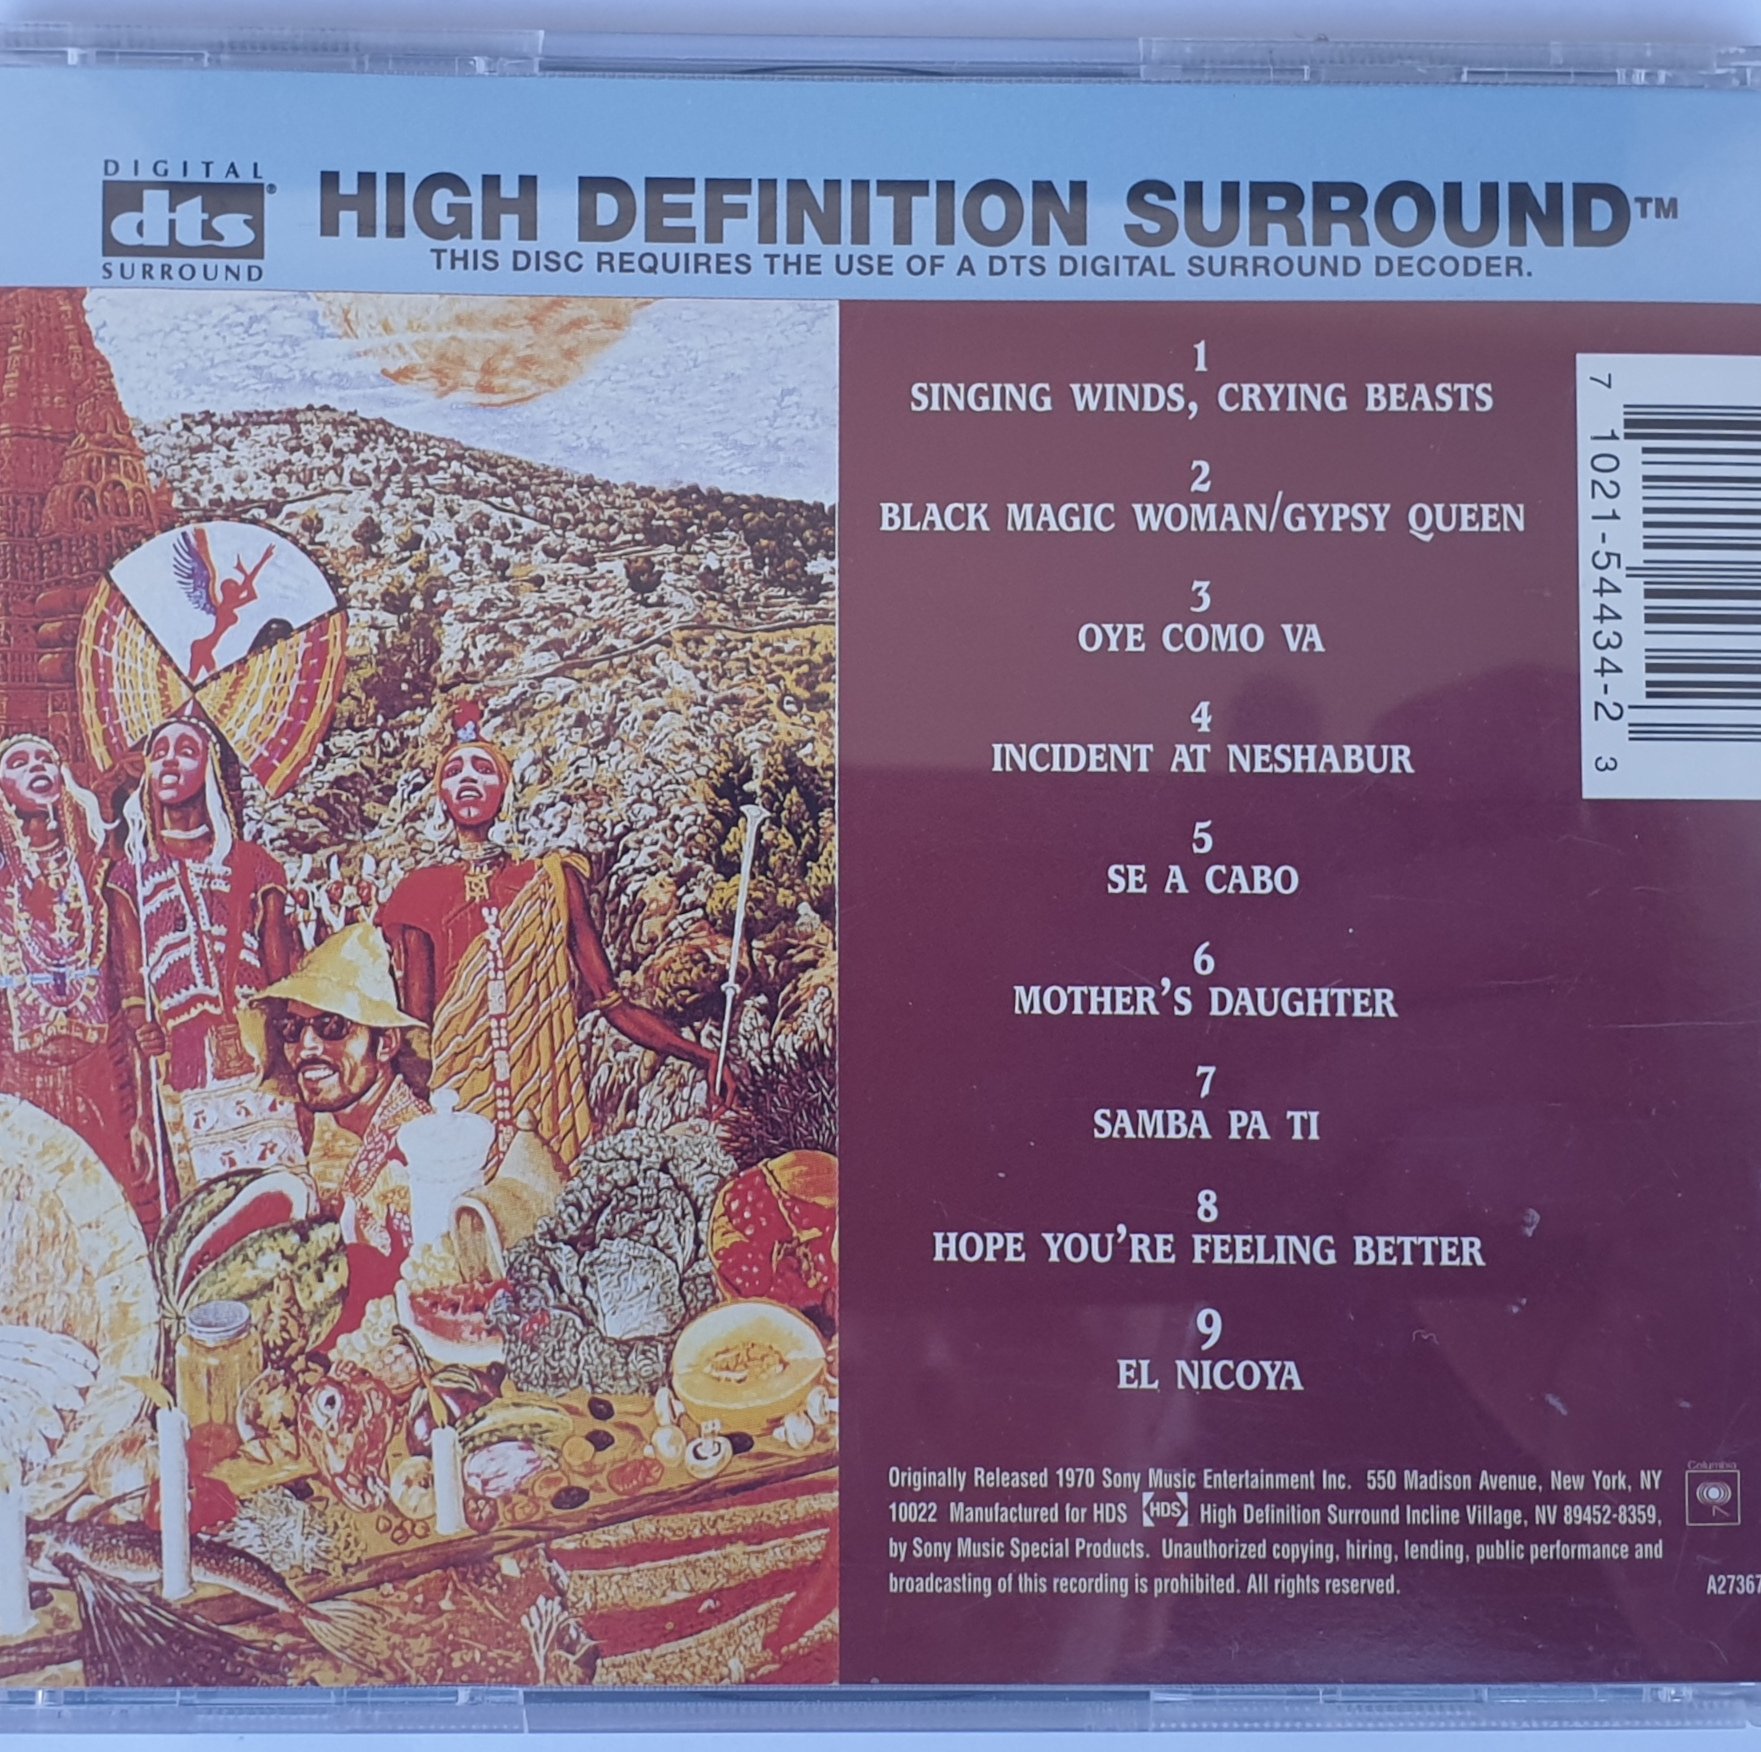 DIGITAL
dts®
SURROUND
HIGH DEFINITION SURROUND™
THIS DISC REQUIRES THE USE OF A DTS DIGITAL SURROUND DECODER.
1
SINGING WINDS, CRYING BEASTS
2
BLACK MAGIC WOMAN/GYPSY QUEEN
3
OYE COMO VA
4
INCIDENT AT NESHABUR
5
SE A CABO
6
MOTHER'S DAUGHTER
7
SAMBA PA TI
8
HOPE YOU'RE FEELING BETTER
9
EL NICOYA
7 1021-54434-2 3
Originally Released 1970 Sony Music Entertainment Inc. 550 Madison Avenue, New York, NY
10022 Manufactured for HDS HDS High Definition Surround Incline Village, NV 89452-8359,
by Sony Music Special Products. Unauthorized copying, hiring, lending, public performance and
broadcasting of this recording is prohibited. All rights reserved.
Columbia
A27367